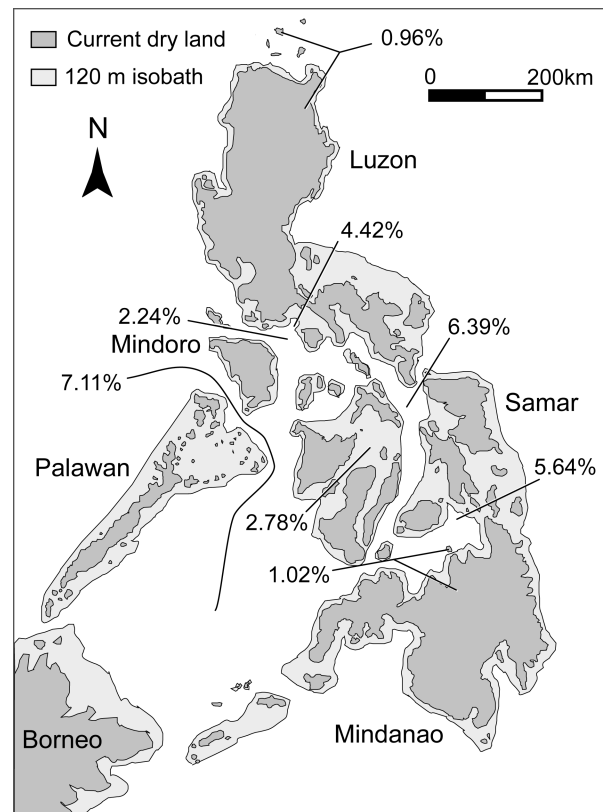 Current dry land
120 m isobath
0.96%
0 200km
N
Luzon
4.42%
2.24%
Mindoro
6.39%
7.11%
Samar
Palawan
5.64%
2.78%
1.02%
Borneo
Mindanao